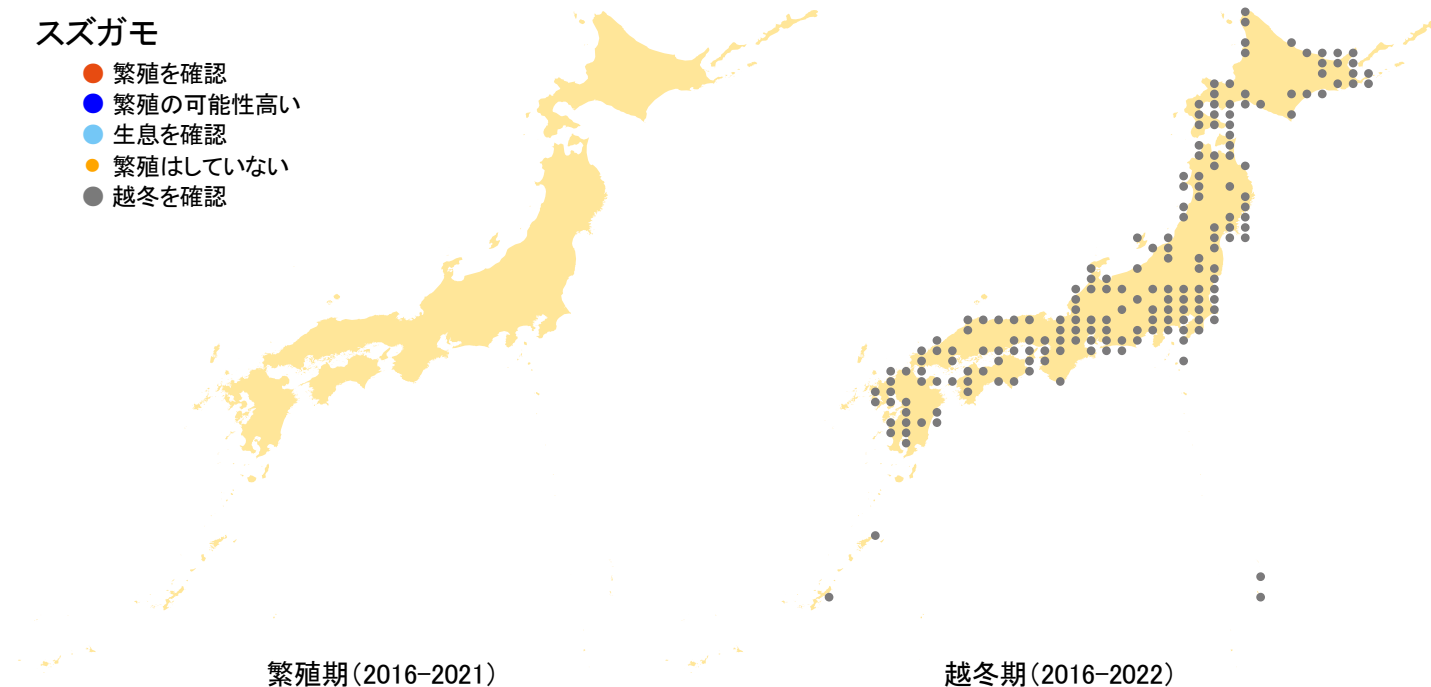 スズガモ
繁殖を確認
繁殖の可能性高い
生息を確認
繁殖はしていない
越冬を確認
繁殖期(2016-2021)
越冬期(2016-2022)